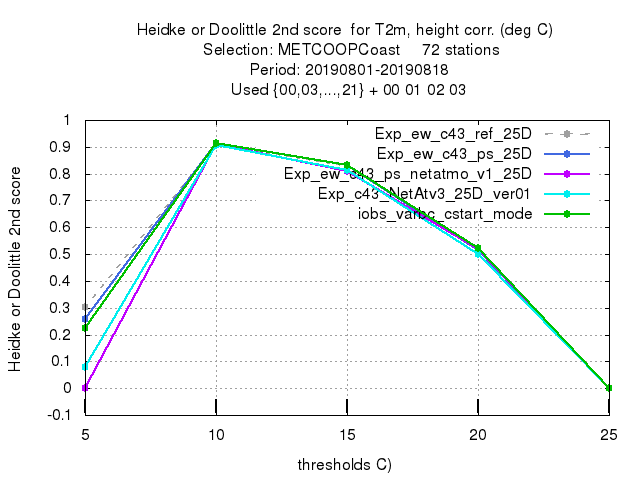 Heidke or Doolittle 2nd score  for T2m, height corr. (deg C)
Selection: METCOOPCoast     72 stations
Period: 20190801-20190818
Used {00,03,...,21} + 00 01 02 03
Heidke or Doolittle 2nd score
1
0.9
0.8
0.7
0.6
0.5
0.4
0.3
0.2
0.1
0
-0.1
Exp_ew_c43_ref_25D
Exp_ew_c43_ps_25D
Exp_ew_c43_ps_netatmo_v1_25D
Exp_c43_NetAtv3_25D_ver01
iobs_varbc_cstart_mode
5
10
15
20
25
thresholds C)